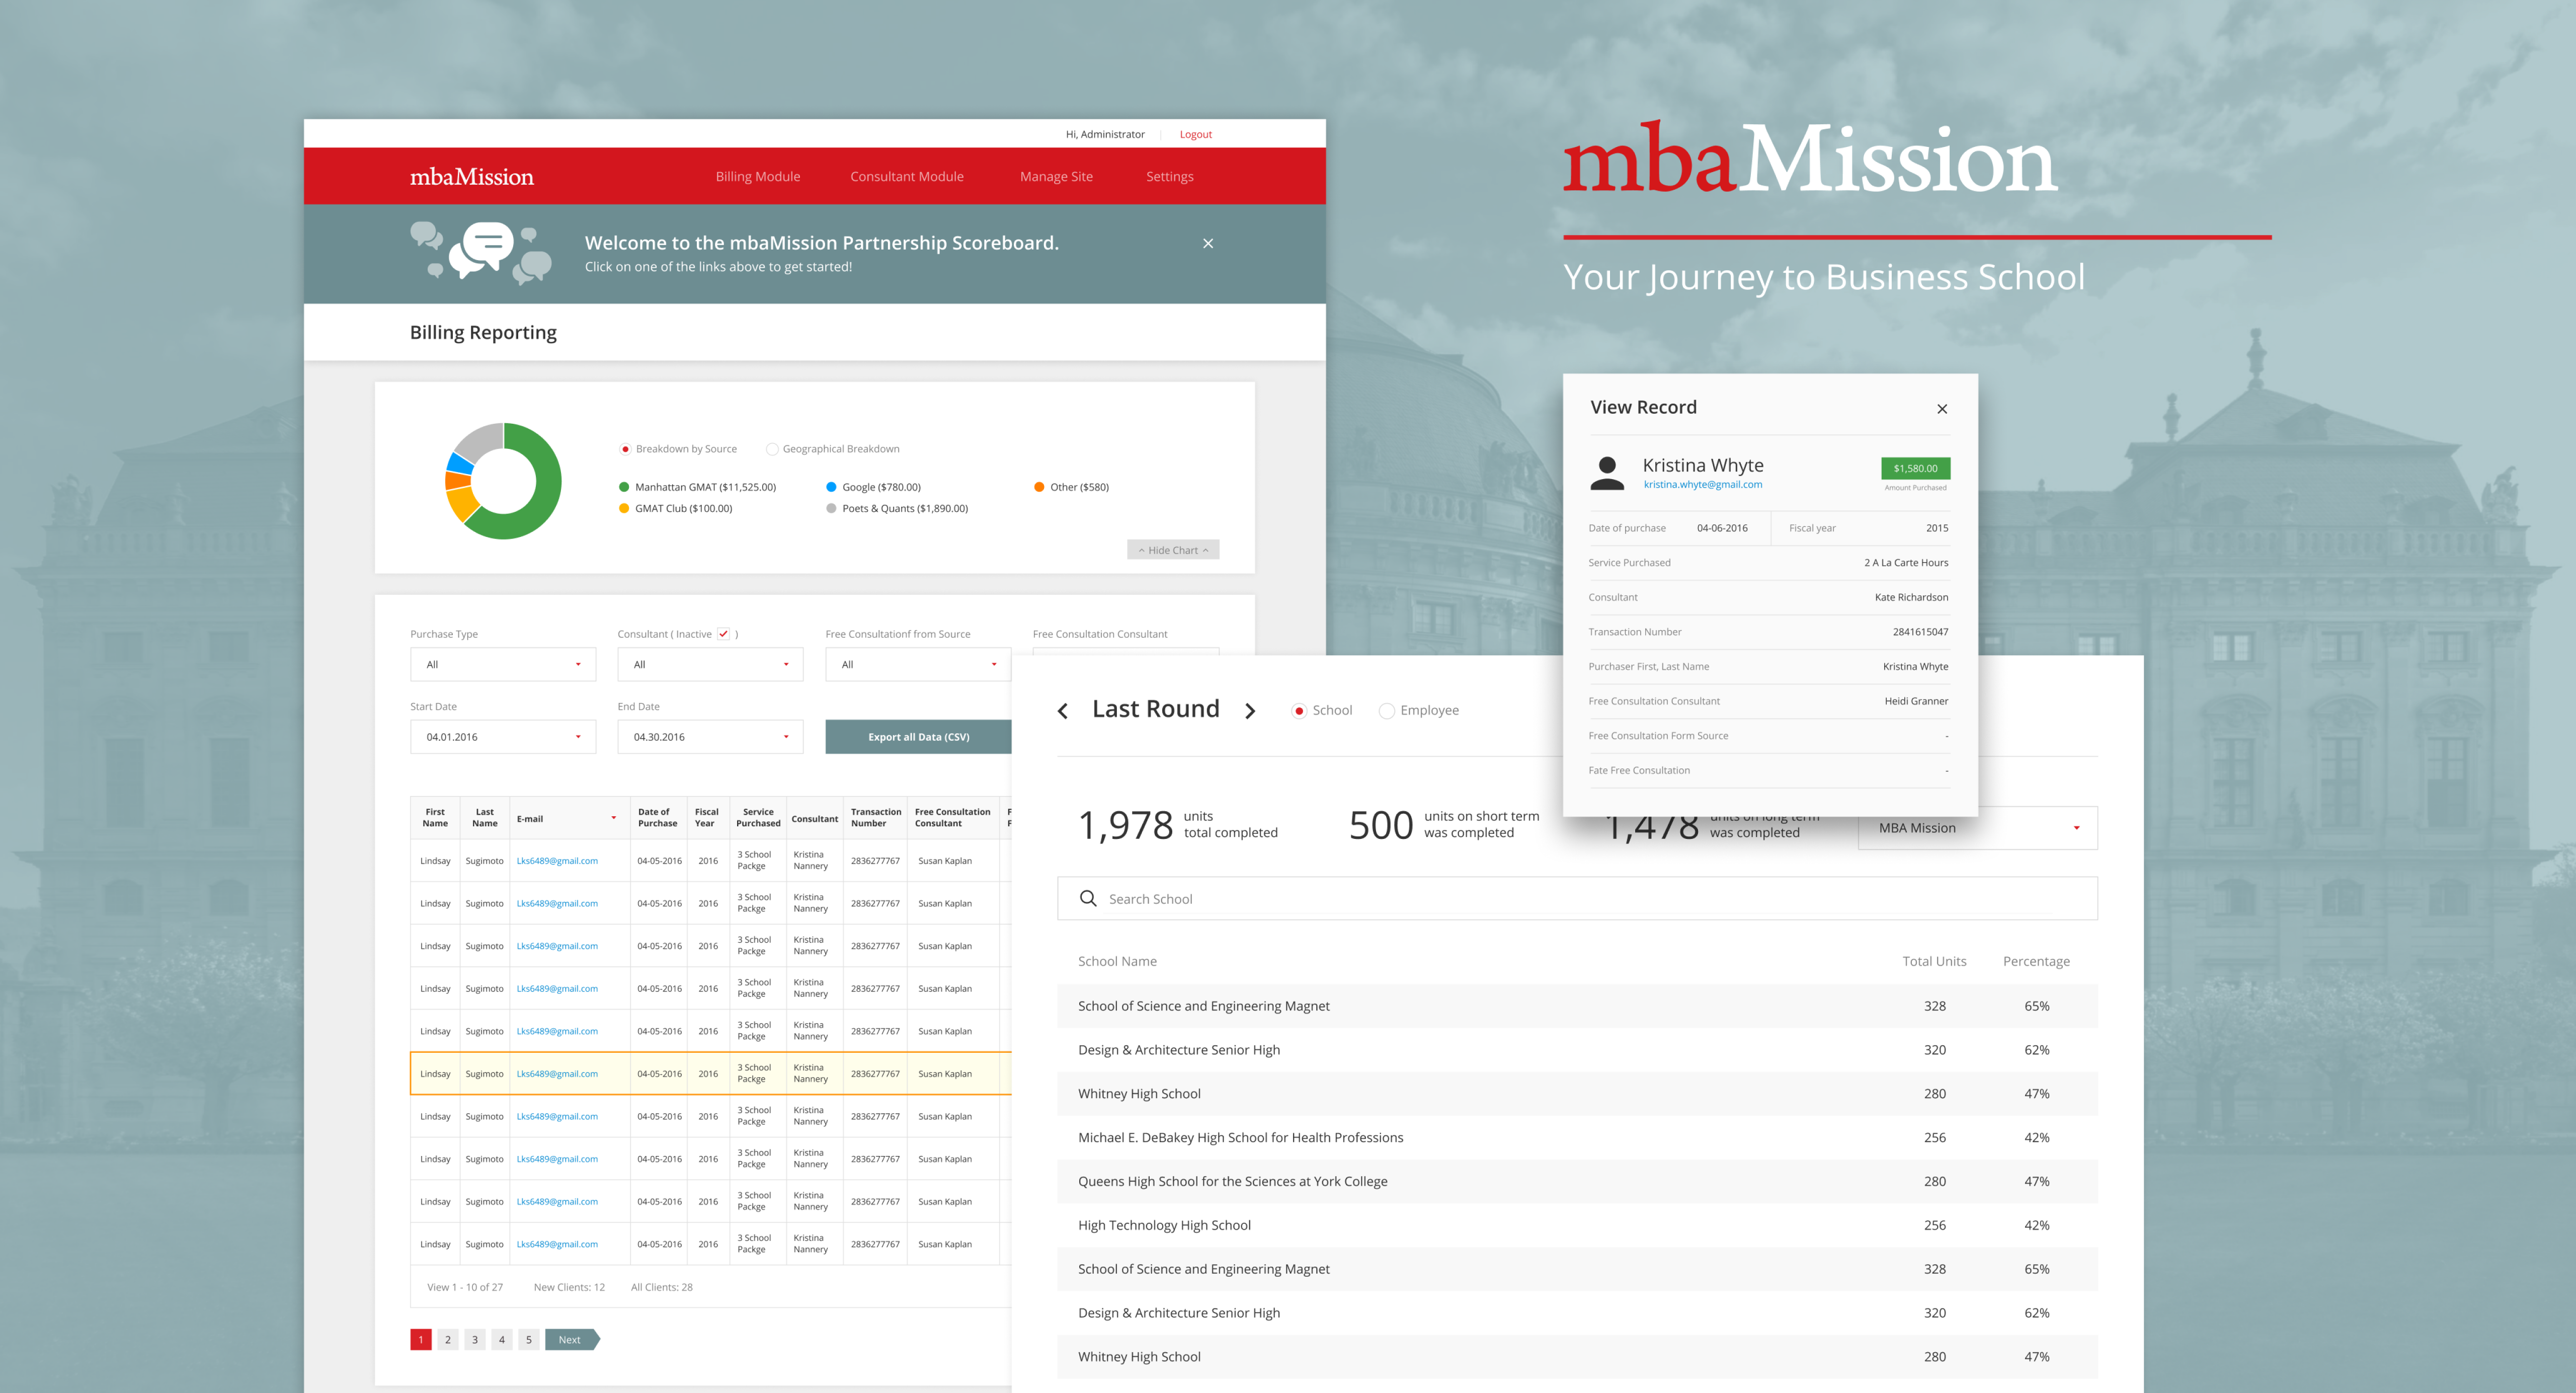 Hi, Administrator Logout
mbaMission Billing Module Consultant Module Manage Site Settings
Welcome to the mbaMission Partnership Scoreboard.
Click on one of the links above to get started!
Billing Reporting
Breakdown by Source Geographical Breakdown
Manhattan GMAT ($11,525.00) Google ($780.00) Other ($580)
GMAT Club ($100.00) Poets & Quants ($1,890.00)
Hide Chart
Purchase Type Consultant ( Inactive ) Free Consultationf from Source Free Consultation Consultant
All All All
Start Date End Date
04.01.2016 04.30.2016 Export all Data (CSV)
First Name Last Name E-mail Date of Purchase Fiscal Year Service Purchased Consultant Transaction Number Free Consultation Consultant
Lindsay Sugimoto Lks6489@gmail.com 04-05-2016 2016 3 School Packge Kristina Nannery 2836277767 Susan Kaplan
Lindsay Sugimoto Lks6489@gmail.com 04-05-2016 2016 3 School Packge Kristina Nannery 2836277767 Susan Kaplan
Lindsay Sugimoto Lks6489@gmail.com 04-05-2016 2016 3 School Packge Kristina Nannery 2836277767 Susan Kaplan
Lindsay Sugimoto Lks6489@gmail.com 04-05-2016 2016 3 School Packge Kristina Nannery 2836277767 Susan Kaplan
Lindsay Sugimoto Lks6489@gmail.com 04-05-2016 2016 3 School Packge Kristina Nannery 2836277767 Susan Kaplan
Lindsay Sugimoto Lks6489@gmail.com 04-05-2016 2016 3 School Packge Kristina Nannery 2836277767 Susan Kaplan
Lindsay Sugimoto Lks6489@gmail.com 04-05-2016 2016 3 School Packge Kristina Nannery 2836277767 Susan Kaplan
Lindsay Sugimoto Lks6489@gmail.com 04-05-2016 2016 3 School Packge Kristina Nannery 2836277767 Susan Kaplan
Lindsay Sugimoto Lks6489@gmail.com 04-05-2016 2016 3 School Packge Kristina Nannery 2836277767 Susan Kaplan
Lindsay Sugimoto Lks6489@gmail.com 04-05-2016 2016 3 School Packge Kristina Nannery 2836277767 Susan Kaplan
View 1 - 10 of 27 New Clients: 12 All Clients: 28
1 2 3 4 5 Next
mbaMission
Your Journey to Business School
View Record
Kristina Whyte $1,580.00
kristina.whyte@gmail.com Amount Purchased
Date of purchase 04-06-2016 Fiscal year 2015
Service Purchased 2 A La Carte Hours
Consultant Kate Richardson
Transaction Number 2841615047
Purchaser First, Last Name Kristina Whyte
Free Consultation Consultant Heidi Granner
Free Consultation Form Source -
Fate Free Consultation -
Last Round School Employee
1,978 units total completed 500 units on short term was completed 1,478 units on long term was completed MBA Mission
Search School
School Name Total Units Percentage
School of Science and Engineering Magnet 328 65%
Design & Architecture Senior High 320 62%
Whitney High School 280 47%
Michael E. DeBakey High School for Health Professions 256 42%
Queens High School for the Sciences at York College 280 47%
High Technology High School 256 42%
School of Science and Engineering Magnet 328 65%
Design & Architecture Senior High 320 62%
Whitney High School 280 47%